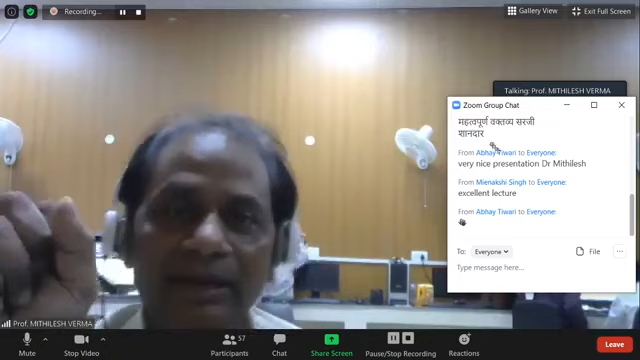 Recording...
Gallery View
Exit Full Screen
Talking: Prof. MITHILESH VERMA
Zoom Group Chat
महत्वपूर्ण वक्तव्य सरजी
शानदार
From Abhay Tiwari to Everyone:
very nice presentation Dr Mithilesh
From Mienakshi Singh to Everyone:
excellent lecture
From Abhay Tiwari to Everyone:
To: Everyone
File
Type message here...
Prof. MITHILESH VERMA
Mute
Stop Video
Participants
57
Chat
Share Screen
Pause/Stop Recording
Reactions
Leave